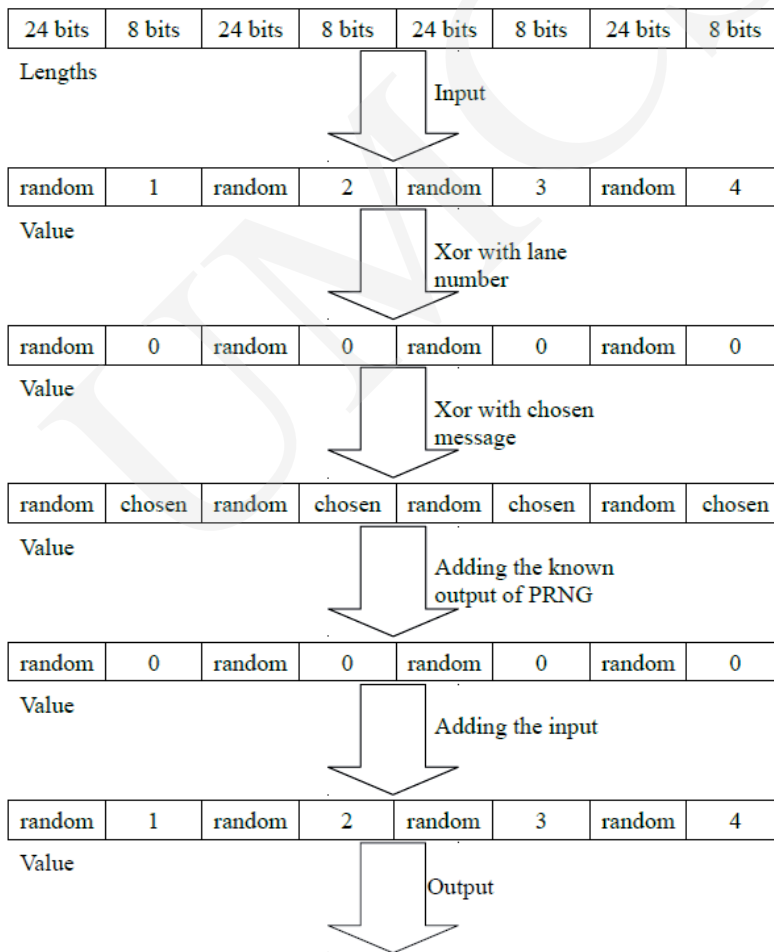 24 bits 8 bits 24 bits 8 bits 24 bits 8 bits 24 bits 8 bits
Lengths
Input
random 1 random 2 random 3 random 4
Value
Xor with lane
number
random 0 random 0 random 0 random 0
Value
Xor with chosen
message
random chosen random chosen random chosen random chosen
Value
Adding the known
output of PRNG
random 0 random 0 random 0 random 0
Value
Adding the input
random 1 random 2 random 3 random 4
Value
Output
UMCS